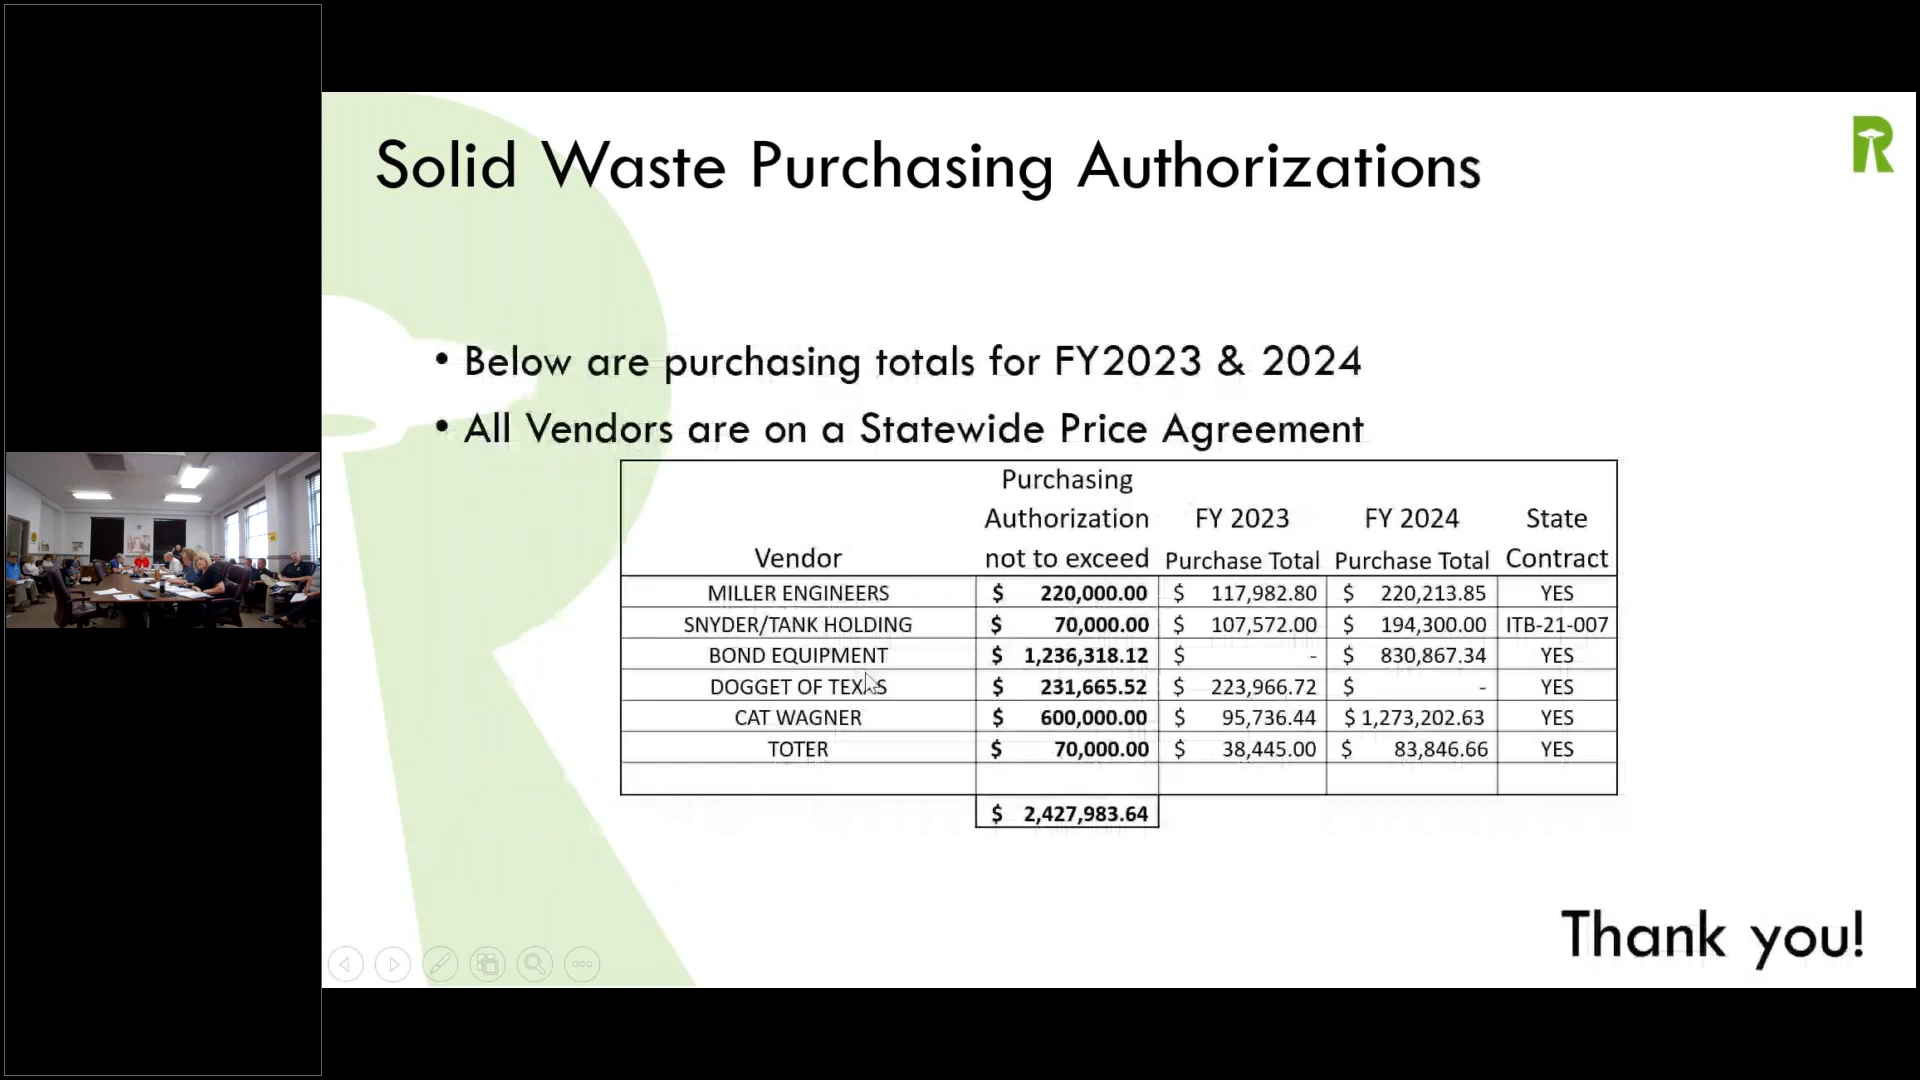 Solid Waste Purchasing Authorizations
R
• Below are purchasing totals for FY2023 & 2024
• All Vendors are on a Statewide Price Agreement
Vendor Purchasing Authorization not to exceed FY 2023 Purchase Total FY 2024 Purchase Total State Contract
MILLER ENGINEERS $ 220,000.00 $ 117,982.80 $ 220,213.85 YES
SNYDER/TANK HOLDING $ 70,000.00 $ 107,572.00 $ 194,300.00 ITB-21-007
BOND EQUIPMENT $ 1,236,318.12 $ - $ 830,867.34 YES
DOGGET OF TEXAS $ 231,665.52 $ 223,966.72 $ - YES
CAT WAGNER $ 600,000.00 $ 95,736.44 $ 1,273,202.63 YES
TOTER $ 70,000.00 $ 38,445.00 $ 83,846.66 YES
$ 2,427,983.64
Thank you!